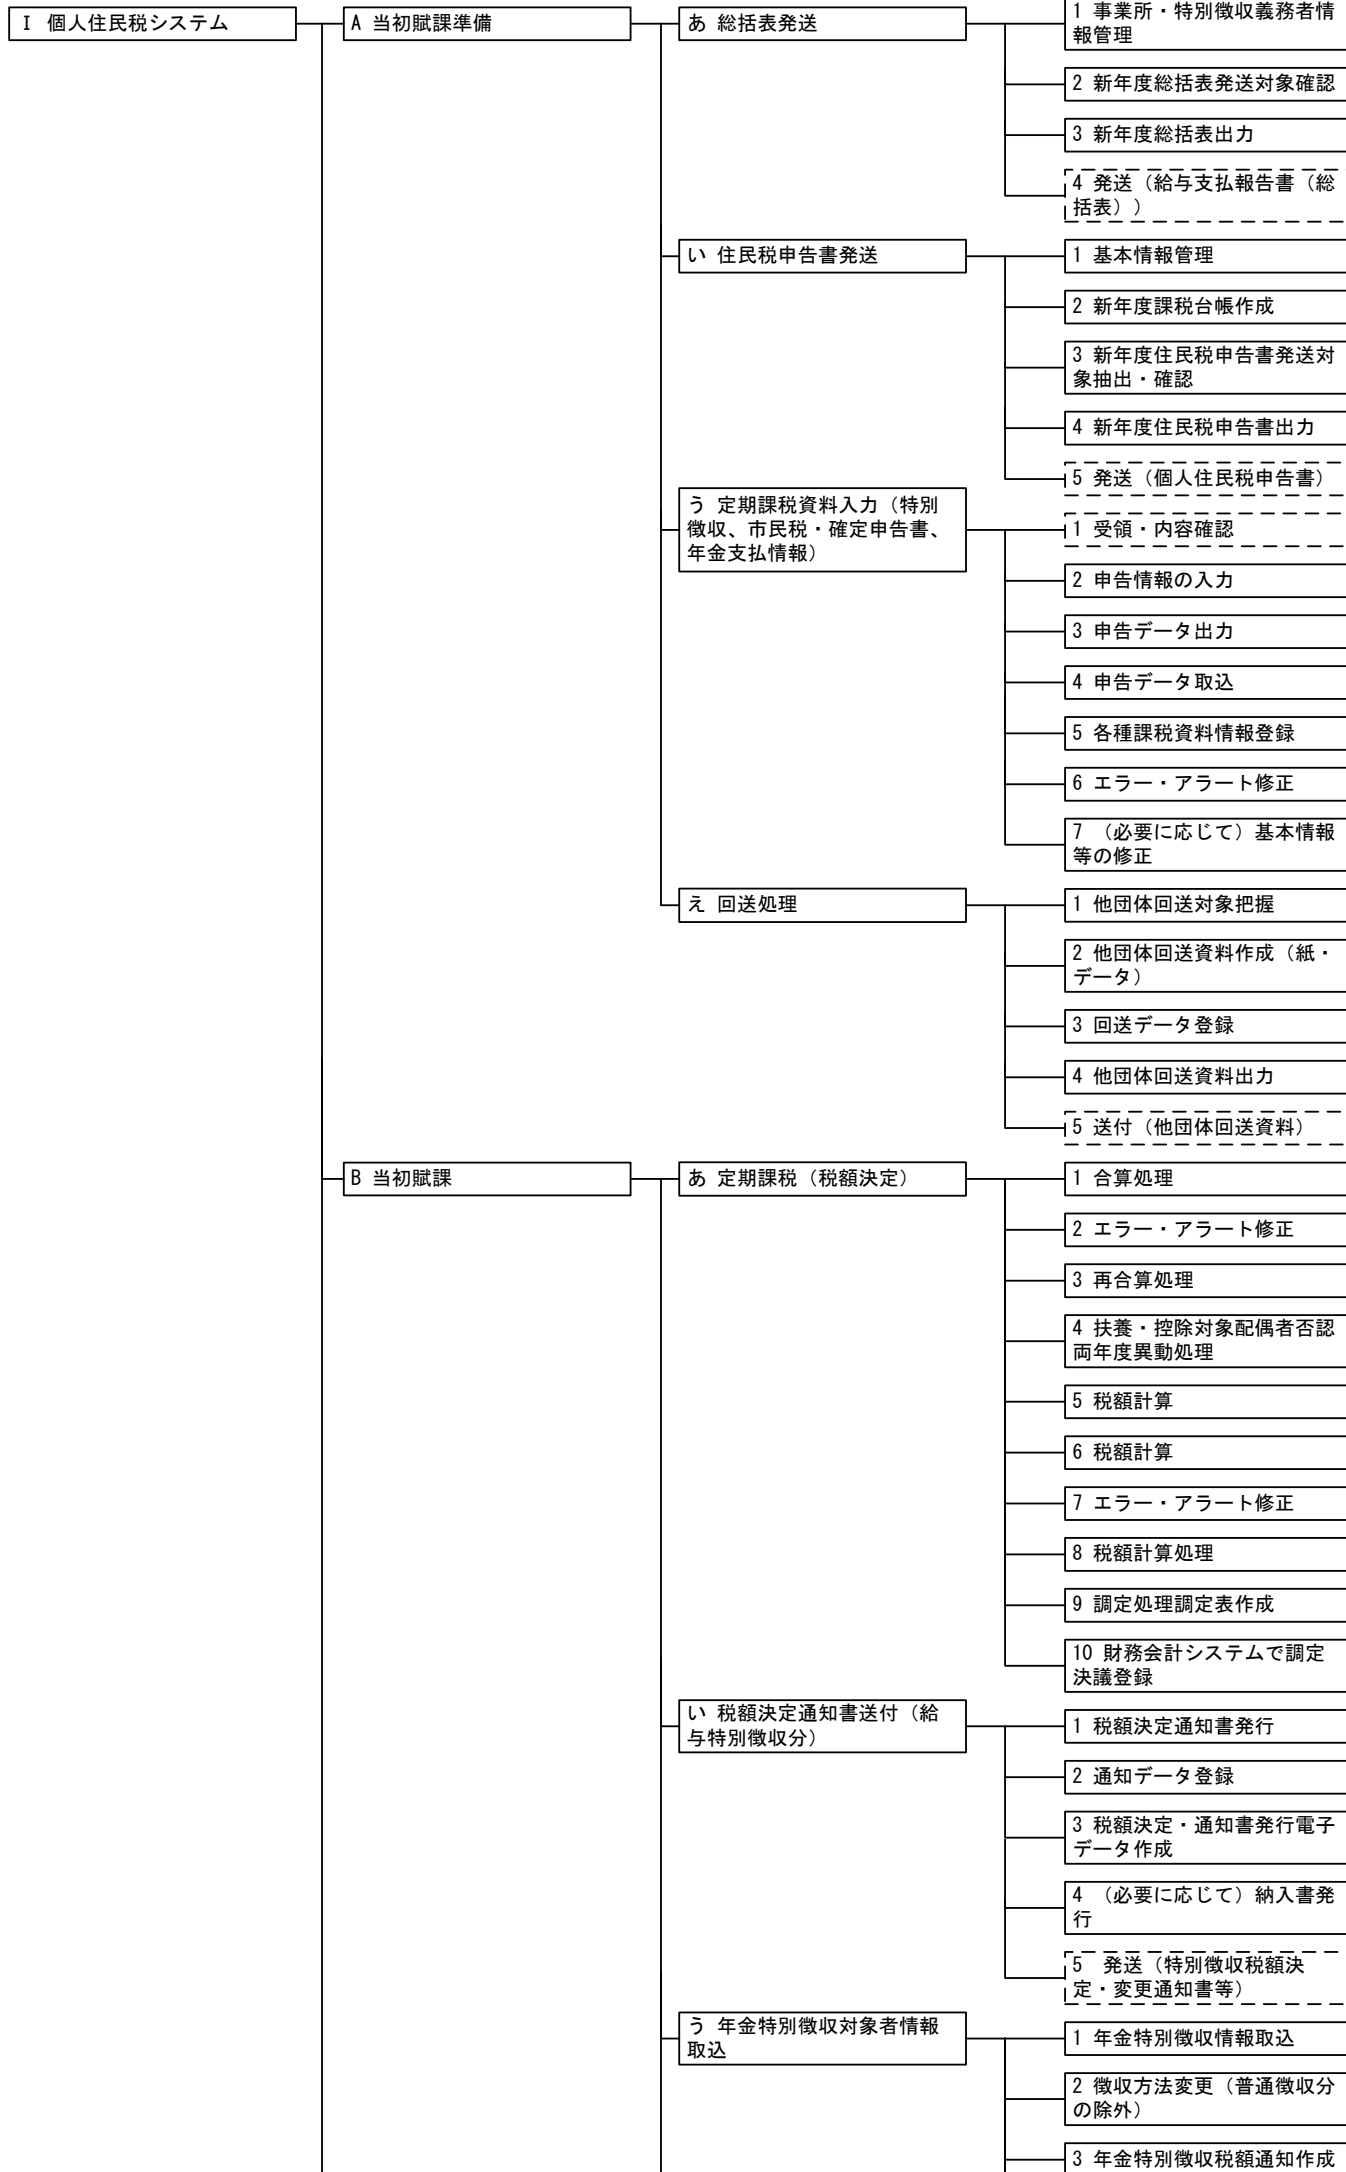 Ⅰ 個人住民税システム
A 当初賦課準備
あ 総括表発送
1 事業所・特別徴収義務者情
報管理
2 新年度総括表発送対象確認
3 新年度総括表出力
4 発送（給与支払報告書（総
括表））
い 住民税申告書発送
1 基本情報管理
2 新年度課税台帳作成
3 新年度住民税申告書発送対
象抽出・確認
4 新年度住民税申告書出力
5 発送（個人住民税申告書）
う 定期課税資料入力（特別
徴収、市民税・確定申告書、
年金支払情報）
1 受領・内容確認
2 申告情報の入力
3 申告データ出力
4 申告データ取込
5 各種課税資料情報登録
6 エラー・アラート修正
7 （必要に応じて）基本情報
等の修正
え 回送処理
1 他団体回送対象把握
2 他団体回送資料作成（紙・
データ）
3 回送データ登録
4 他団体回送資料出力
5 送付（他団体回送資料）
B 当初賦課
あ 定期課税（税額決定）
1 合算処理
2 エラー・アラート修正
3 再合算処理
4 扶養・控除対象配偶者否認
両年度異動処理
5 税額計算
6 税額計算
7 エラー・アラート修正
8 税額計算処理
9 調定処理調定表作成
10 財務会計システムで調定
決議登録
い 税額決定通知書送付（給
与特別徴収分）
1 税額決定通知書発行
2 通知データ登録
3 税額決定・通知書発行電子
データ作成
4 （必要に応じて）納入書発
行
5 発送（特別徴収税額決
定・変更通知書等）
う 年金特別徴収対象者情報
取込
1 年金特別徴収情報取込
2 徴収方法変更（普通徴収分
の除外）
3 年金特別徴収税額通知作成